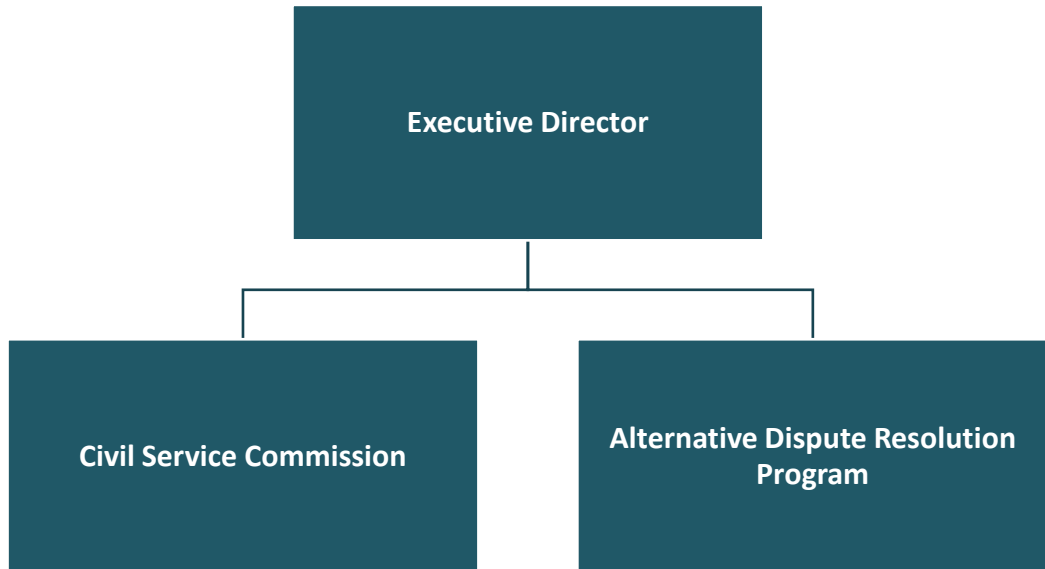 Executive Director
Civil Service Commission
Alternative Dispute Resolution
Program